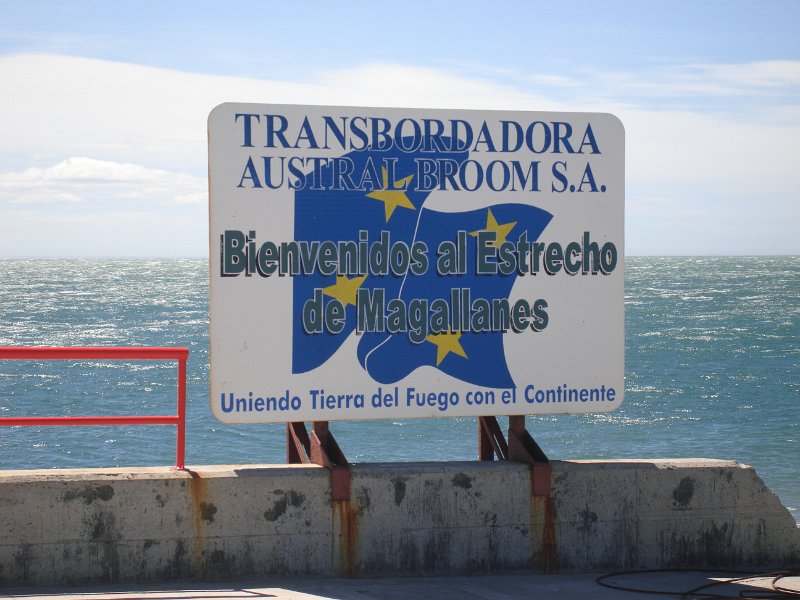 TRANSBORDADORA
AUSTRAL BROOM S.A.
Bienvenidos al Estrecho
de Magallanes
Uniendo Tierra del Fuego con el Continente